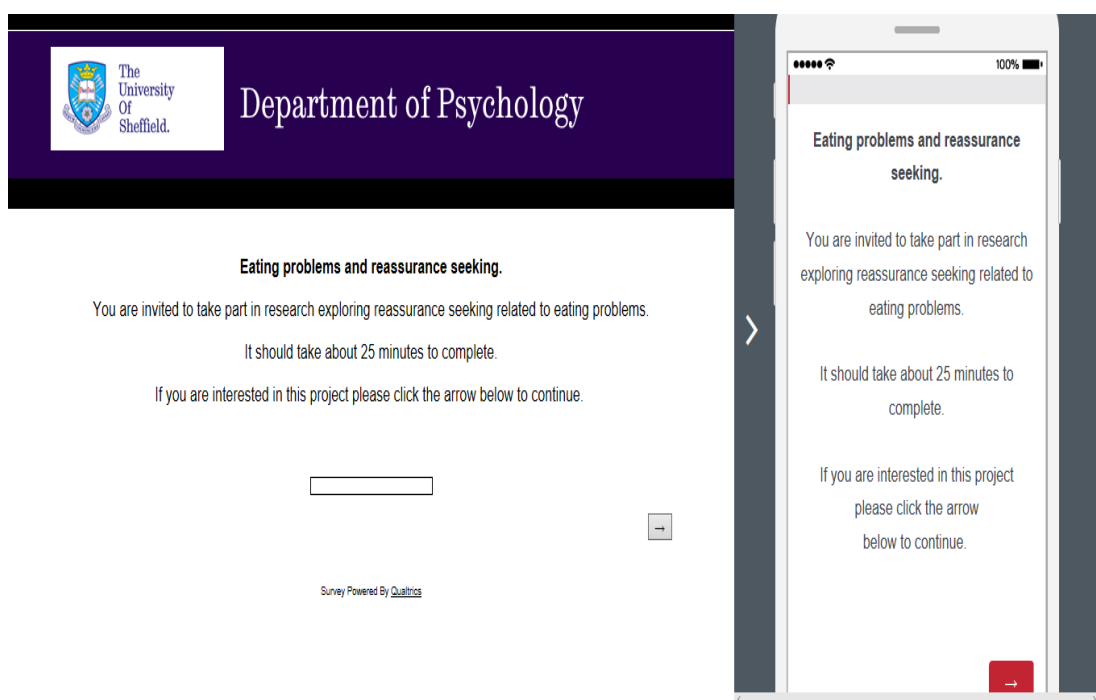 The
University
Of
Sheffield.
Department of Psychology
Eating problems and reassurance seeking.
You are invited to take part in research exploring reassurance seeking related to eating problems.
It should take about 25 minutes to complete.
If you are interested in this project please click the arrow below to continue.
→
Survey Powered By Qualtrics
100%
Eating problems and reassurance
seeking.
You are invited to take part in research
exploring reassurance seeking related to
eating problems.
It should take about 25 minutes to
complete.
If you are interested in this project
please click the arrow
below to continue.
→